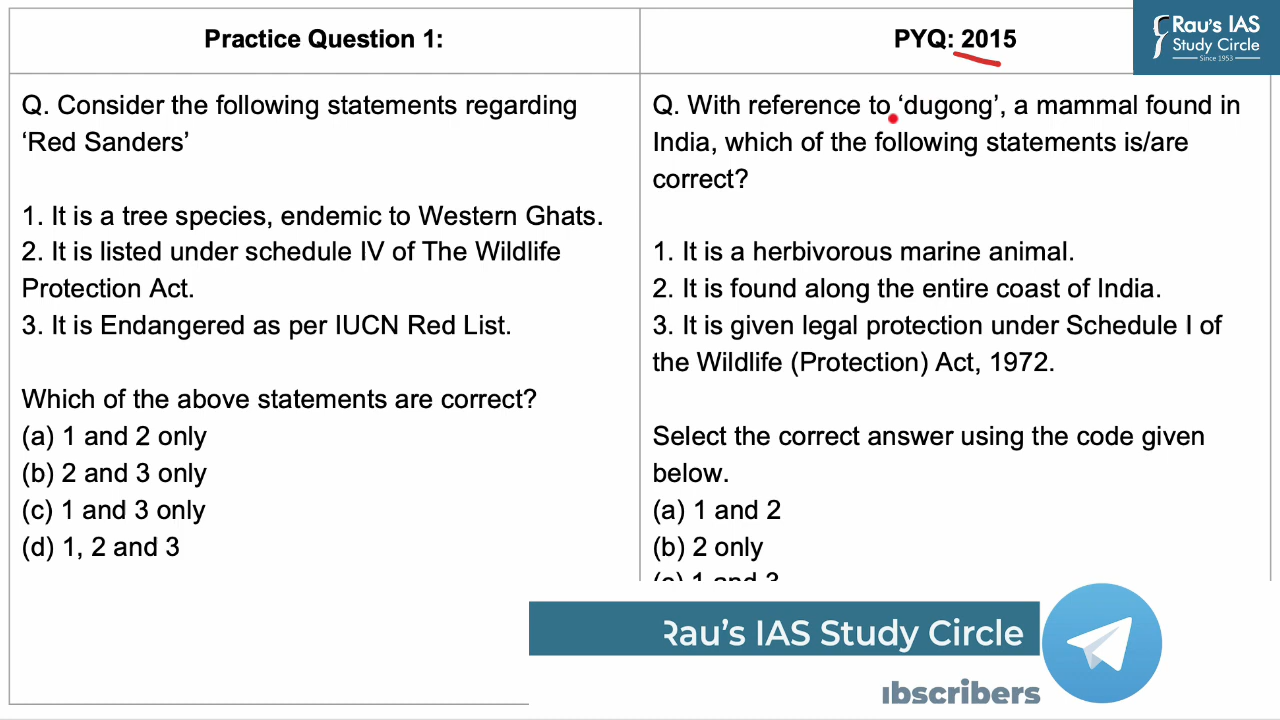 Practice Question 1:
PYQ: 2015
Rau's IAS
Study Circle
Since 1953
Q. Consider the following statements regarding
‘Red Sanders’
1. It is a tree species, endemic to Western Ghats.
2. It is listed under schedule IV of The Wildlife
Protection Act.
3. It is Endangered as per IUCN Red List.
Which of the above statements are correct?
(a) 1 and 2 only
(b) 2 and 3 only
(c) 1 and 3 only
(d) 1, 2 and 3
Q. With reference to ‘dugong’, a mammal found in
India, which of the following statements is/are
correct?
1. It is a herbivorous marine animal.
2. It is found along the entire coast of India.
3. It is given legal protection under Schedule I of
the Wildlife (Protection) Act, 1972.
Select the correct answer using the code given
below.
(a) 1 and 2
(b) 2 only
(c) 1 and 3
Rau's IAS Study Circle
bscribers